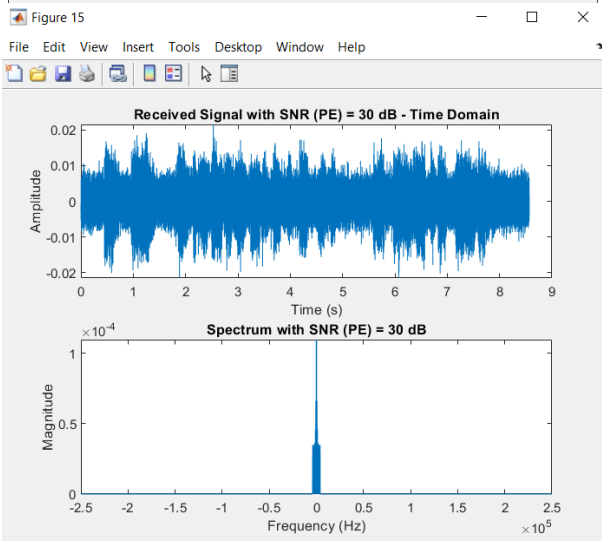 Figure 15
File Edit View Insert Tools Desktop Window Help
Received Signal with SNR (PE) = 30 dB - Time Domain
0.02
0.01
0
-0.01
-0.02
Amplitude
0 1 2 3 4 5 6 7 8 9
Time (s)
×10-4
Spectrum with SNR (PE) = 30 dB
1
0.5
0
Magnitude
-2.5 -2 -1.5 -1 -0.5 0 0.5 1 1.5 2 2.5
Frequency (Hz)
×105